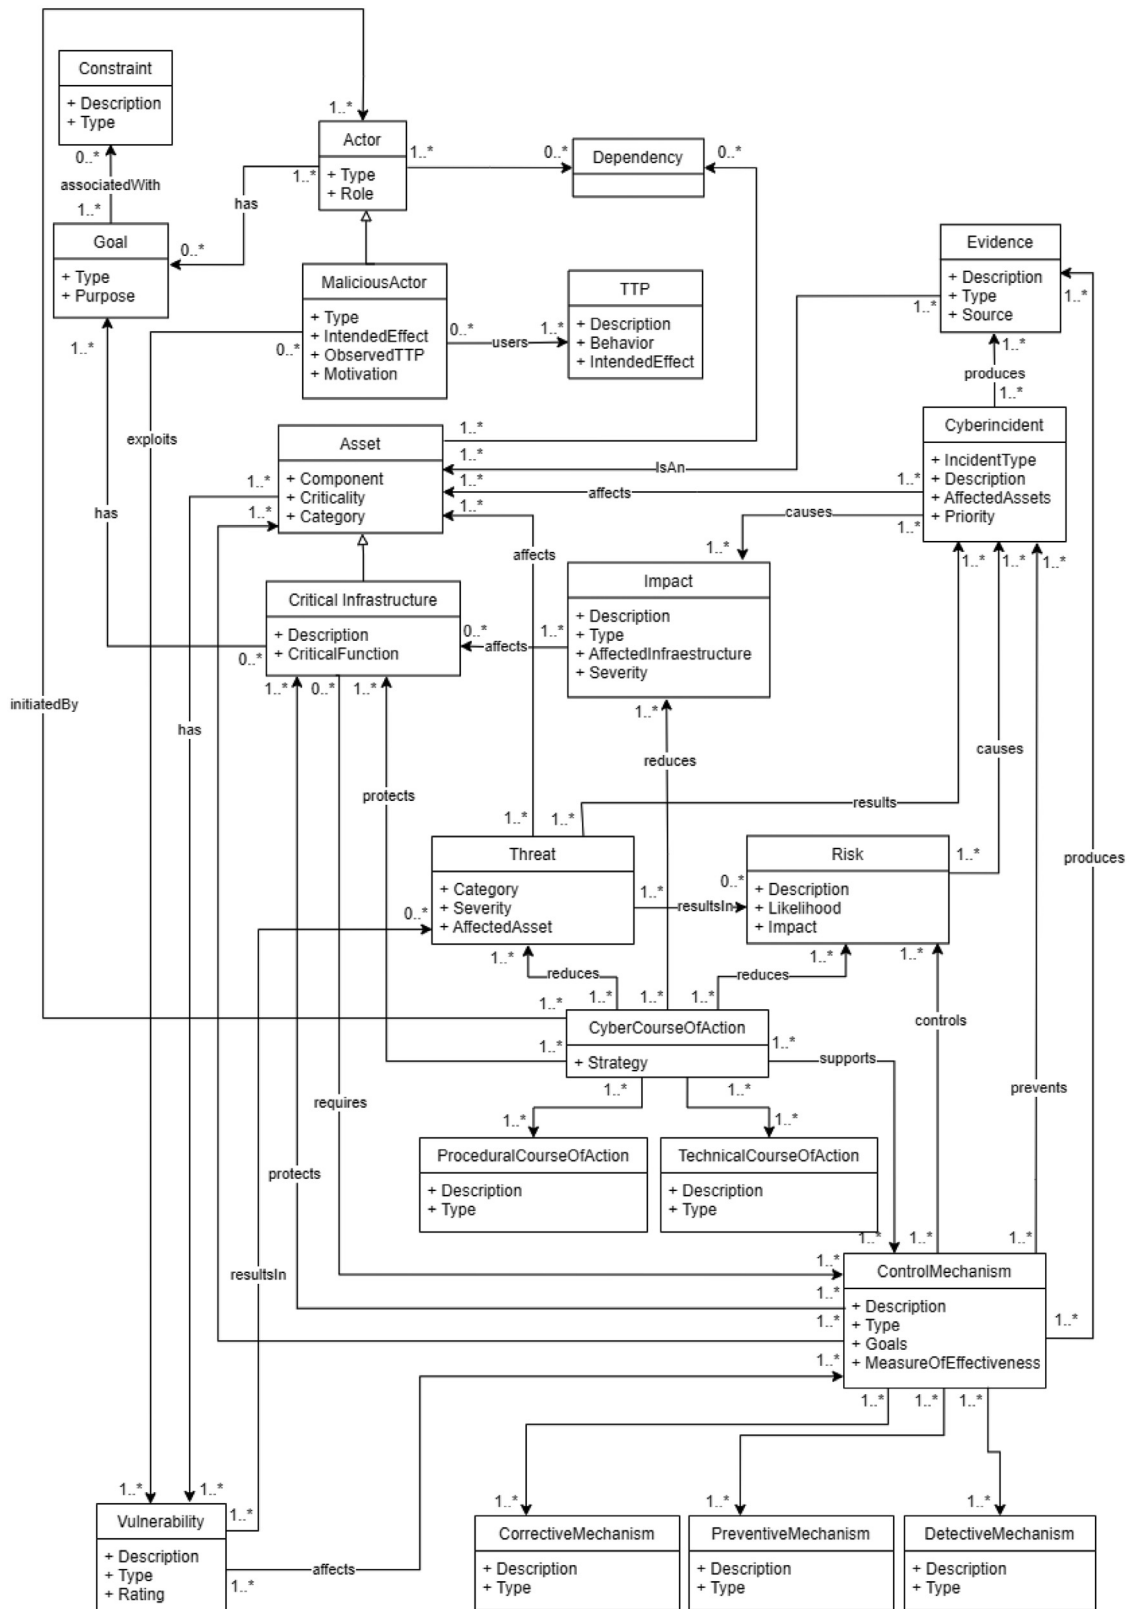 Constraint
+ Description
+ Type
0..*
associatedWith
1..*
Goal
+ Type
+ Purpose
1..*
1..*
Actor
+ Type
+ Role
1..*
1..*
has
0..*
0..*
Dependency
0..*
MaliciousActor
+ Type
+ IntendedEffect
+ ObservedTTP
+ Motivation
0..*
0..*
users
1..*
TTP
+ Description
+ Behavior
+ IntendedEffect
Evidence
+ Description
+ Type
+ Source
1..*
1..*
1..*
produces
1..*
Cyberincident
+ IncidentType
+ Description
+ AffectedAssets
+ Priority
1..*
1..*
exploits
Asset
+ Component
+ Criticality
+ Category
1..*
1..*
1..*
1..*
1..*
1..*
IsAn
affects
causes
1..*
affects
has
Critical Infrastructure
+ Description
+ CriticalFunction
0..*
0..*
affects
1..*
Impact
+ Description
+ Type
+ AffectedInfraestructure
+ Severity
1..*
1..*
1..*
1..*
0..*
1..*
1..*
initiatedBy
has
reduces
causes
protects
results
1..*
1..*
produces
Threat
+ Category
+ Severity
+ AffectedAsset
0..*
1..*
resultsIn
0..*
Risk
+ Description
+ Likelihood
+ Impact
1..*
1..*
reduces
reduces
1..*
1..*
1..*
1..*
1..*
1..*
1..*
CyberCourseOfAction
+ Strategy
1..*
supports
controls
prevents
requires
protects
1..*
1..*
1..*
1..*
ProceduralCourseOfAction
+ Description
+ Type
TechnicalCourseOfAction
+ Description
+ Type
1..*
1..*
1..*
resultsIn
1..*
1..*
1..*
1..*
ControlMechanism
+ Description
+ Type
+ Goals
+ MeasureOfEffectiveness
1..*
1..*
1..*
1..*
1..*
1..*
Vulnerability
+ Description
+ Type
+ Rating
1..*
affects
1..*
1..*
1..*
1..*
CorrectiveMechanism
+ Description
+ Type
PreventiveMechanism
+ Description
+ Type
DetectiveMechanism
+ Description
+ Type